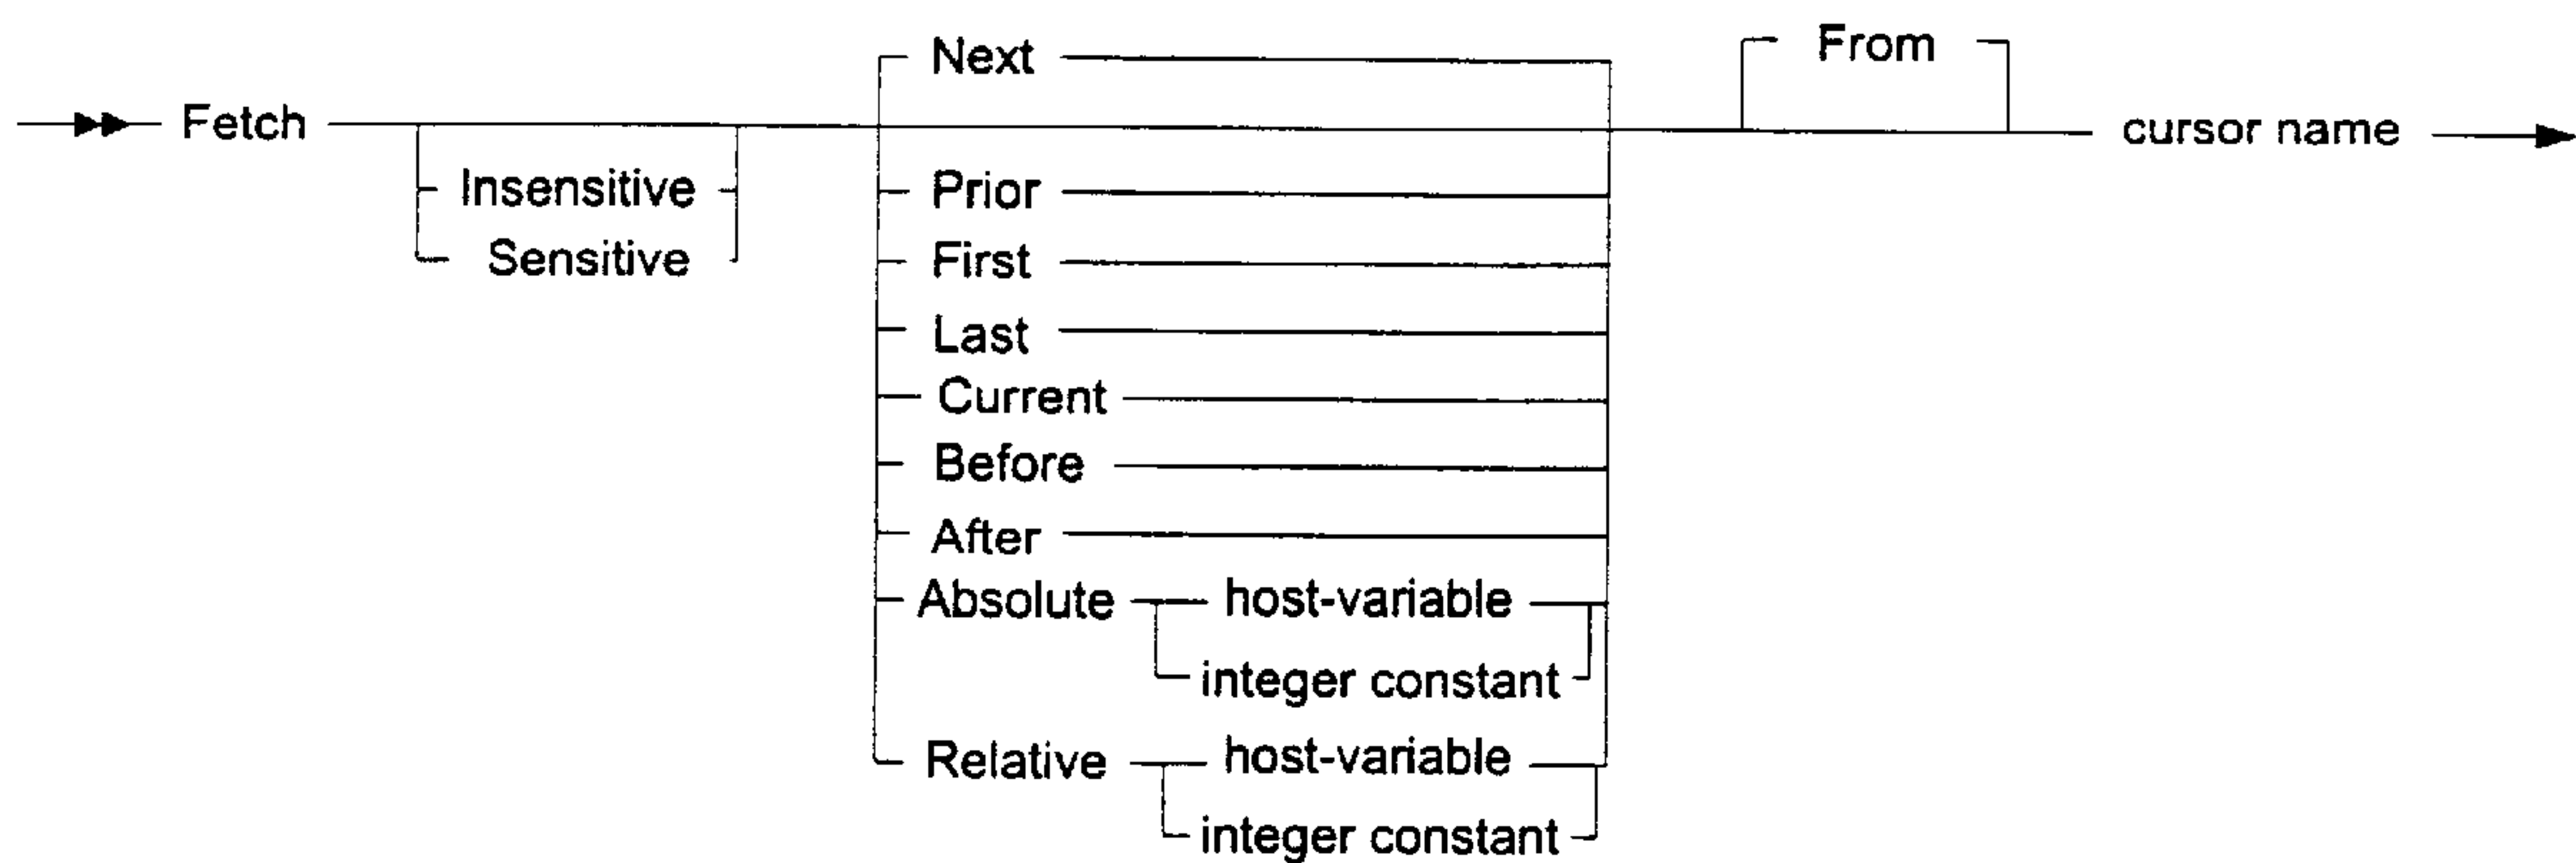 Next
From
Fetch
cursor name
Insensitive
Sensitive
Prior
First
Last
Current
Before
After
Absolute host-variable
integer constant
Relative host-variable
integer constant